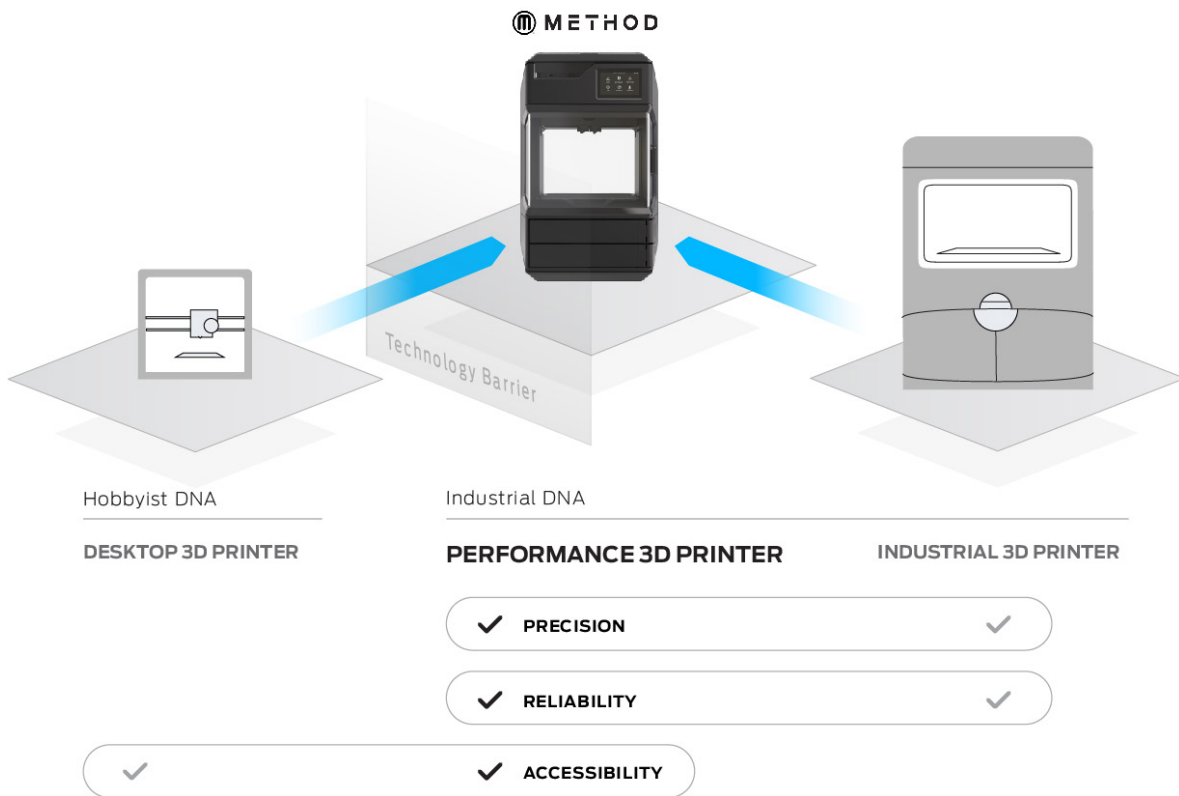 METHOD
Technology Barrier
Hobbyist DNA
Industrial DNA
DESKTOP 3D PRINTER
PERFORMANCE 3D PRINTER
INDUSTRIAL 3D PRINTER
PRECISION
RELIABILITY
ACCESSIBILITY